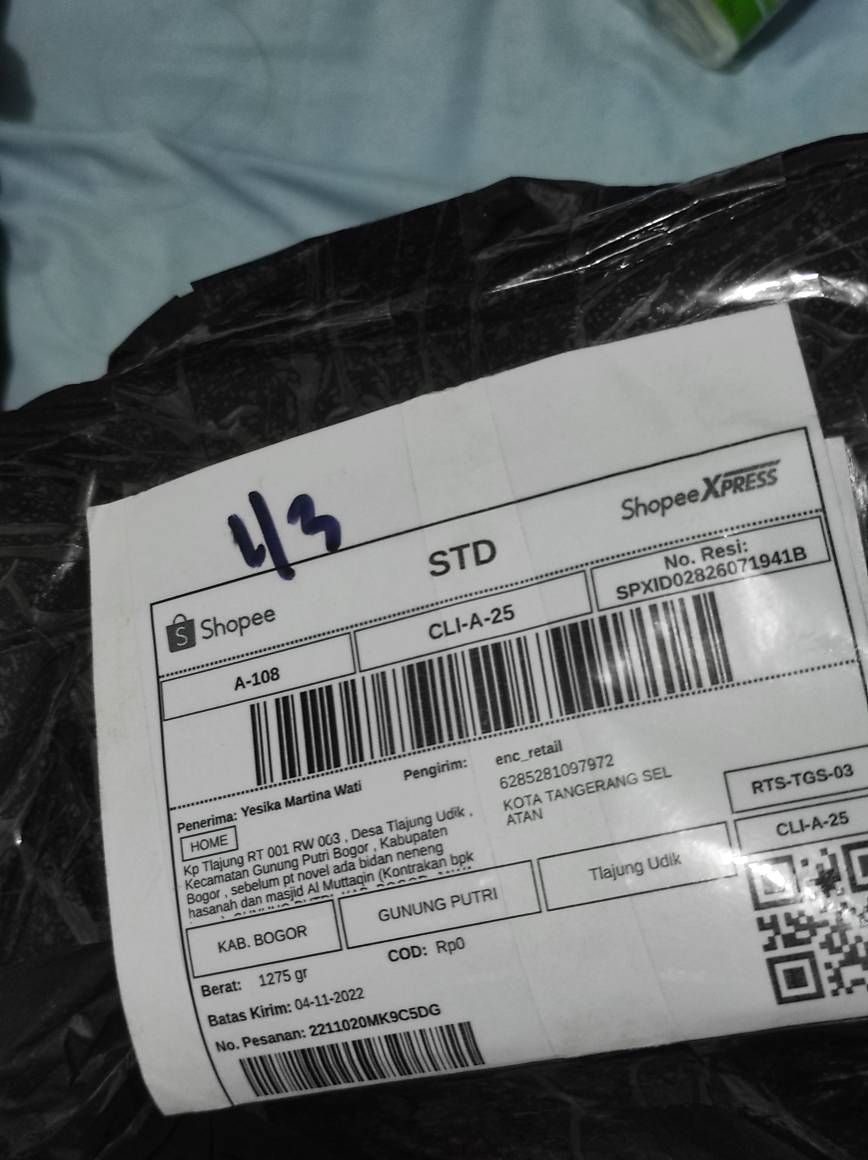 1/3
STD
ShopeeXPRESS
Shopee
A-108
CLI-A-25
No. Resi:
SPXID02826071941B
Penerima: Yesika Martina Wati
HOME
Kp Tlajung RT 001 RW 003 , Desa Tlajung Udik ,
Kecamatan Gunung Putri Bogor , Kabupaten
Bogor , sebelum pt novel ada bidan neneng
hasanah dan masjid Al Muttaqin (Kontrakan bpk
Pengirim:
enc_retail
6285281097972
KOTA TANGERANG SEL
ATAN
RTS-TGS-03
CLI-A-25
KAB. BOGOR
GUNUNG PUTRI
Tlajung Udik
Berat: 1275 gr
COD: Rp0
Batas Kirim: 04-11-2022
No. Pesanan: 2211020MK9C5DG